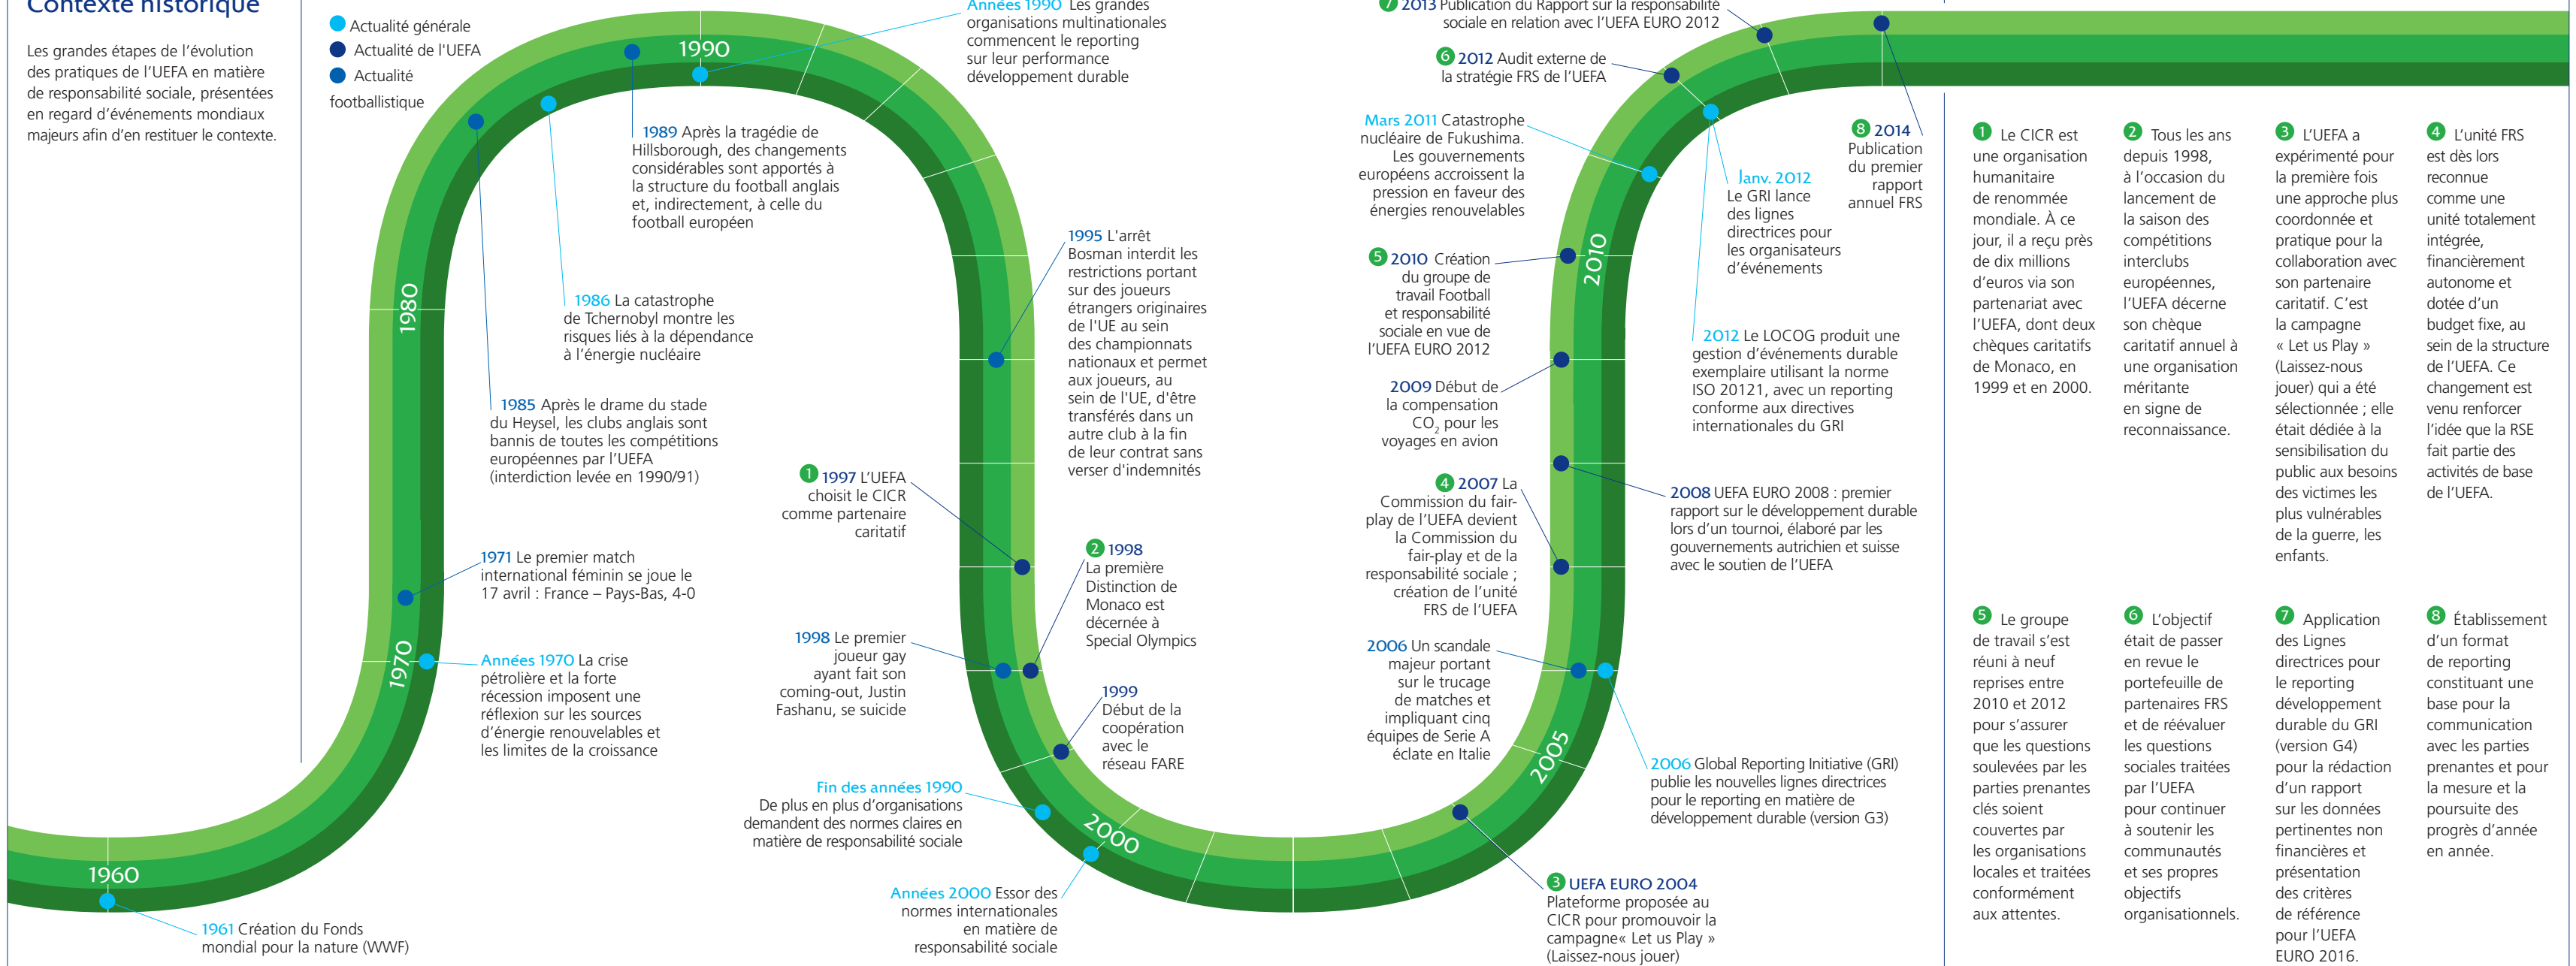 Contexte historique
Les grandes étapes de l’évolution
des pratiques de l’UEFA en matière
de responsabilité sociale, présentées
en regard d’événements mondiaux
majeurs afin d’en restituer le contexte.
Actualité générale
Actualité de l'UEFA
Actualité
footballistique
1960
1961 Création du Fonds
mondial pour la nature (WWF)
1970
Années 1970 La crise
pétrolière et la forte
récession imposent une
réflexion sur les sources
d’énergie renouvelables et
les limites de la croissance
1971 Le premier match
international féminin se joue le
17 avril : France – Pays-Bas, 4-0
1980
1985 Après le drame du stade
du Heysel, les clubs anglais sont
bannis de toutes les compétitions
européennes par l’UEFA
(interdiction levée en 1990/91)
1986 La catastrophe
de Tchernobyl montre les
risques liés à la dépendance
à l’énergie nucléaire
1989 Après la tragédie de
Hillsborough, des changements
considérables sont apportés à
la structure du football anglais
et, indirectement, à celle du
football européen
1990
Années 1990 Les grandes
organisations multinationales
commencent le reporting
sur leur performance
développement durable
1995 L'arrêt
Bosman interdit les
restrictions portant
sur des joueurs
étrangers originaires
de l'UE au sein
des championnats
nationaux et permet
aux joueurs, au
sein de l'UE, d'être
transférés dans un
autre club à la fin
de leur contrat sans
verser d'indemnités
1 1997 L’UEFA
choisit le CICR
comme partenaire
caritatif
2 1998
La première
Distinction de
Monaco est
décernée à
Special Olympics
1998 Le premier
joueur gay
ayant fait son
coming-out, Justin
Fashanu, se suicide
1999
Début de la
coopération
avec le
réseau FARE
Fin des années 1990
De plus en plus d’organisations
demandent des normes claires en
matière de responsabilité sociale
2000
Années 2000 Essor des
normes internationales
en matière de
responsabilité sociale
3 UEFA EURO 2004
Plateforme proposée au
CICR pour promouvoir la
campagne« Let us Play »
(Laissez-nous jouer)
2005
2006 Un scandale
majeur portant
sur le trucage
de matches et
impliquant cinq
équipes de Serie A
éclate en Italie
2006 Global Reporting Initiative (GRI)
publie les nouvelles lignes directrices
pour le reporting en matière de
développement durable (version G3)
4 2007 La
Commission du fair-
play de l’UEFA devient
la Commission du
fair-play et de la
responsabilité sociale ;
création de l’unité
FRS de l’UEFA
2008 UEFA EURO 2008 : premier
rapport sur le développement durable
lors d’un tournoi, élaboré par les
gouvernements autrichien et suisse
avec le soutien de l’UEFA
2009 Début de
la compensation
CO2 pour les
voyages en avion
5 2010 Création
du groupe de
travail Football
et responsabilité
sociale en vue de
l’UEFA EURO 2012
2010
Mars 2011 Catastrophe
nucléaire de Fukushima.
Les gouvernements
européens accroissent la
pression en faveur des
énergies renouvelables
Janv. 2012
Le GRI lance
des lignes
directrices pour
les organisateurs
d’événements
2012 Le LOCOG produit une
gestion d’événements durable
exemplaire utilisant la norme
ISO 20121, avec un reporting
conforme aux directives
internationales du GRI
6 2012 Audit externe de
la stratégie FRS de l’UEFA
7 2013 Publication du Rapport sur la responsabilité
sociale en relation avec l’UEFA EURO 2012
8 2014
Publication
du premier
rapport
annuel FRS
1 Le CICR est
une organisation
humanitaire
de renommée
mondiale. À ce
jour, il a reçu près
de dix millions
d’euros via son
partenariat avec
l’UEFA, dont deux
chèques caritatifs
de Monaco, en
1999 et en 2000.
2 Tous les ans
depuis 1998,
à l’occasion du
lancement de
la saison des
compétitions
interclubs
européennes,
l’UEFA décerne
son chèque
caritatif annuel à
une organisation
méritante
en signe de
reconnaissance.
3 L’UEFA a
expérimenté pour
la première fois
une approche plus
coordonnée et
pratique pour la
collaboration avec
son partenaire
caritatif. C’est
la campagne
« Let us Play »
(Laissez-nous
jouer) qui a été
sélectionnée ; elle
était dédiée à la
sensibilisation du
public aux besoins
des victimes les
plus vulnérables
de la guerre, les
enfants.
4 L’unité FRS
est dès lors
reconnue
comme une
unité totalement
intégrée,
financièrement
autonome et
dotée d’un
budget fixe, au
sein de la structure
de l’UEFA. Ce
changement est
venu renforcer
l’idée que la RSE
fait partie des
activités de base
de l’UEFA.
5 Le groupe
de travail s’est
réuni à neuf
reprises entre
2010 et 2012
pour s’assurer
que les questions
soulevées par les
parties prenantes
clés soient
couvertes par
les organisations
locales et traitées
conformément
aux attentes.
6 L’objectif
était de passer
en revue le
portefeuille de
partenaires FRS
et de réévaluer
les questions
sociales traitées
par l’UEFA
pour continuer
à soutenir les
communautés
et ses propres
objectifs
organisationnels.
7 Application
des Lignes
directrices pour
le reporting
développement
durable du GRI
(version G4)
pour la rédaction
d’un rapport
sur les données
pertinentes non
financières et
présentation
des critères
de référence
pour l’UEFA
EURO 2016.
8 Établissement
d’un format
de reporting
constituant une
base pour la
communication
avec les parties
prenantes et pour
la mesure et la
poursuite des
progrès d’année
en année.